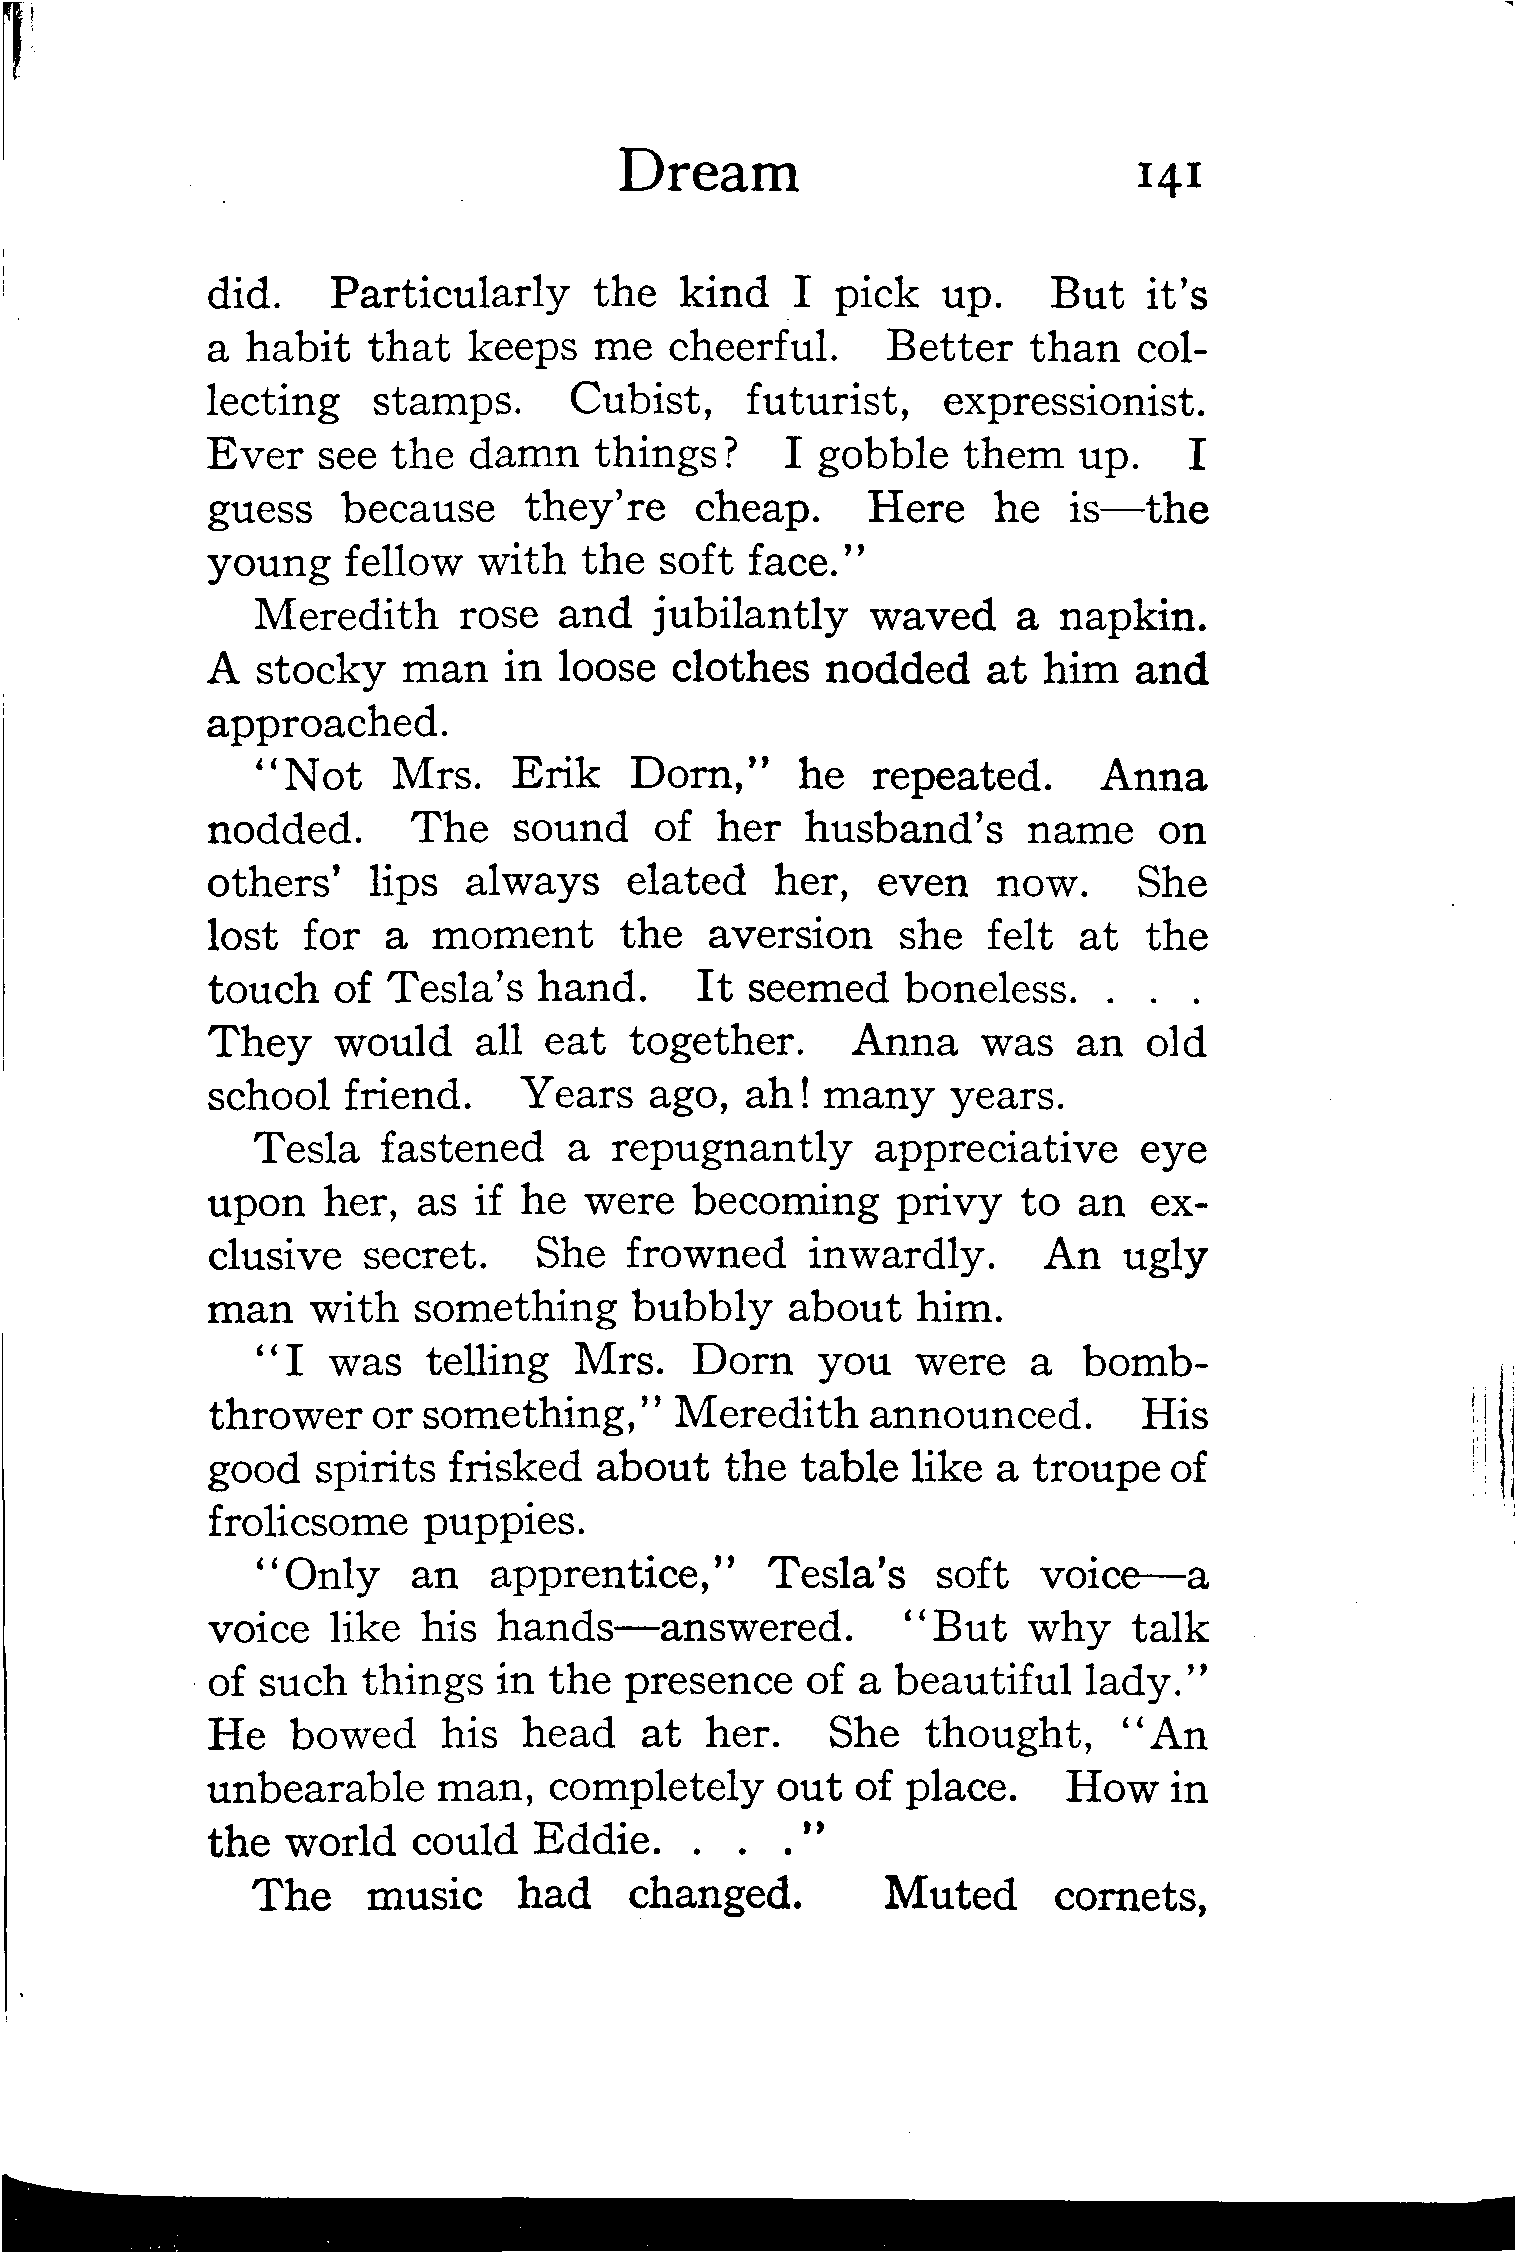 Dream 141
did. Particularly the kind I pick up. But it's
a habit that keeps me cheerful. Better than col-
lecting stamps. Cubist, futurist, expressionist.
Ever see the damn things? I gobble them up. I
guess because they're cheap. Here he is—the
young fellow with the soft face."
Meredith rose and jubilantly waved a napkin.
A stocky man in loose clothes nodded at him and
approached.
"Not Mrs. Erik Dorn," he repeated. Anna
nodded. The sound of her husband's name on
others' lips always elated her, even now. She
lost for a moment the aversion she felt at the
touch of Tesla's hand. It seemed boneless. . . .
They would all eat together. Anna was an old
school friend. Years ago, ah! many years.
Tesla fastened a repugnantly appreciative eye
upon her, as if he were becoming privy to an ex-
clusive secret. She frowned inwardly. An ugly
man with something bubbly about him.
"I was telling Mrs. Dorn you were a bomb-
thrower or something," Meredith announced. His
good spirits frisked about the table like a troupe of
frolicsome puppies.
"Only an apprentice," Tesla's soft voice—a
voice like his hands—answered. "But why talk
of such things in the presence of a beautiful lady."
He bowed his head at her. She thought, "An
unbearable man, completely out of place. How in
the world could Eddie. . . ."
The music had changed. Muted cornets,